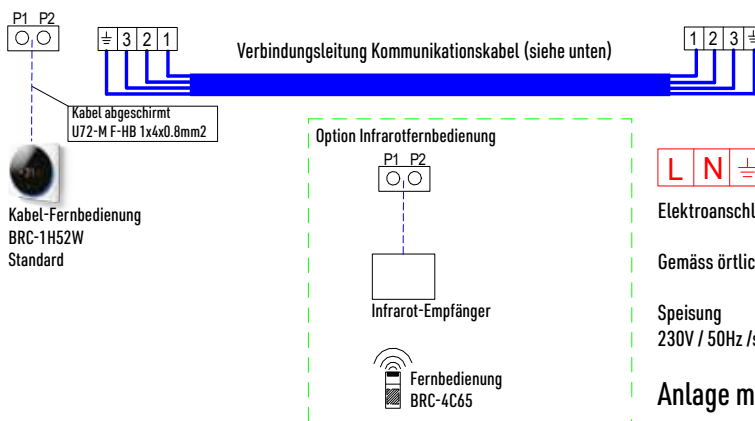 P1 P2
3 2 1
Verbindungsleitung Kommunikationskabel (siehe unten)
1 2 3
Kabel abgeschirmt
U72-M F-HB 1x4x0.8mm2
Kabel-Fernbedienung
BRC-1H52W
Standard
Option Infrarotfernbedienung
P1 P2
Infrarot-Empfänger
Fernbedienung
BRC-4C65
L N
Elektroanschl
Gemäss örtlic
Speisung
230V / 50Hz /s
Anlage m